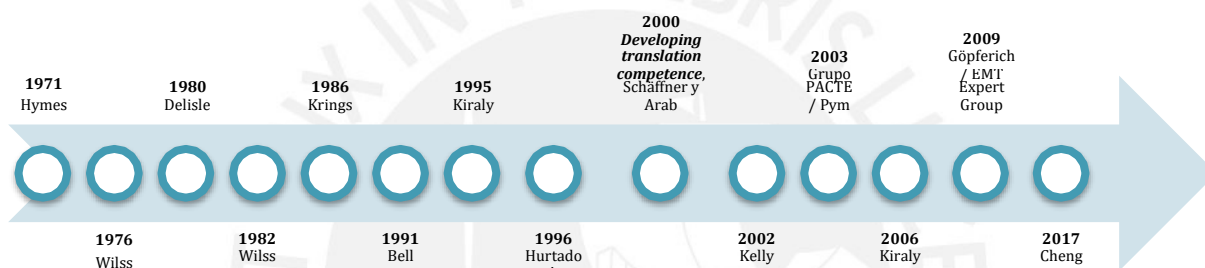 1971
Hymes
1976
Wilss
1980
Delisle
1982
Wilss
1986
Krings
1991
Bell
1995
Kiraly
1996
Hurtado
2000
Developing
translation
competence,
Schäffner y
Arab
2002
Kelly
2003
Grupo
PACTE
/ Pym
2006
Kiraly
2009
Göpferich
/ EMT
Expert
Group
2017
Cheng